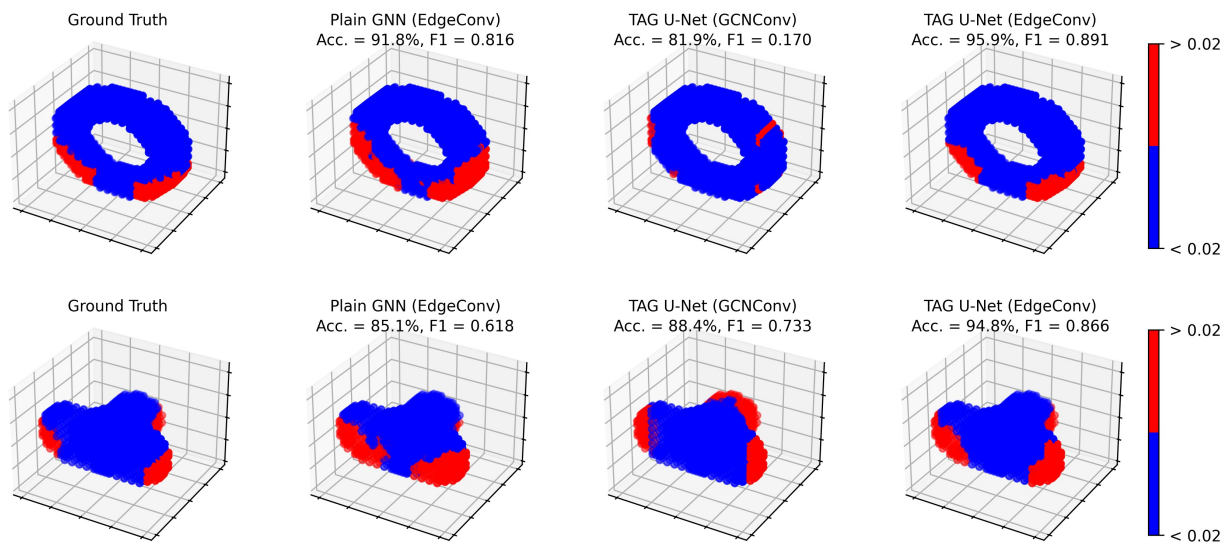 Ground Truth
Plain GNN (EdgeConv)
Acc. = 91.8%, F1 = 0.816
TAG U-Net (GCNConv)
Acc. = 81.9%, F1 = 0.170
TAG U-Net (EdgeConv)
Acc. = 95.9%, F1 = 0.891
> 0.02
< 0.02
Ground Truth
Plain GNN (EdgeConv)
Acc. = 85.1%, F1 = 0.618
TAG U-Net (GCNConv)
Acc. = 88.4%, F1 = 0.733
TAG U-Net (EdgeConv)
Acc. = 94.8%, F1 = 0.866
> 0.02
< 0.02